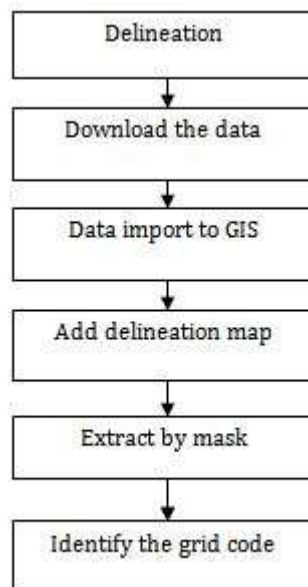 Delineation
Download the data
Data import to GIS
Add delineation map
Extract by mask
Identify the grid code